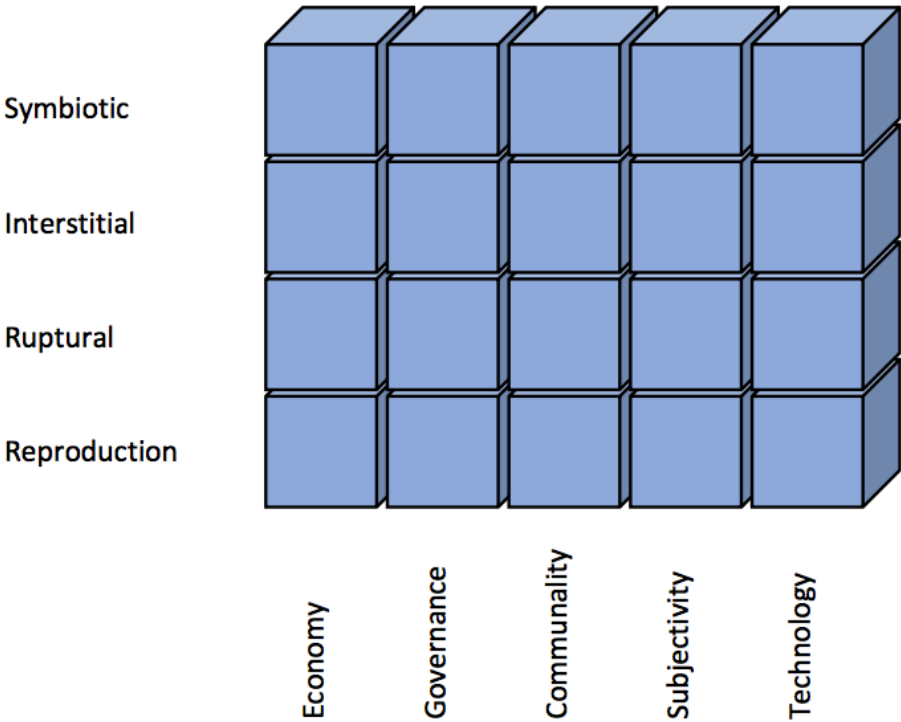 Symbiotic
Interstitial
Ruptural
Reproduction
Economy
Governance
Communality
Subjectivity
Technology